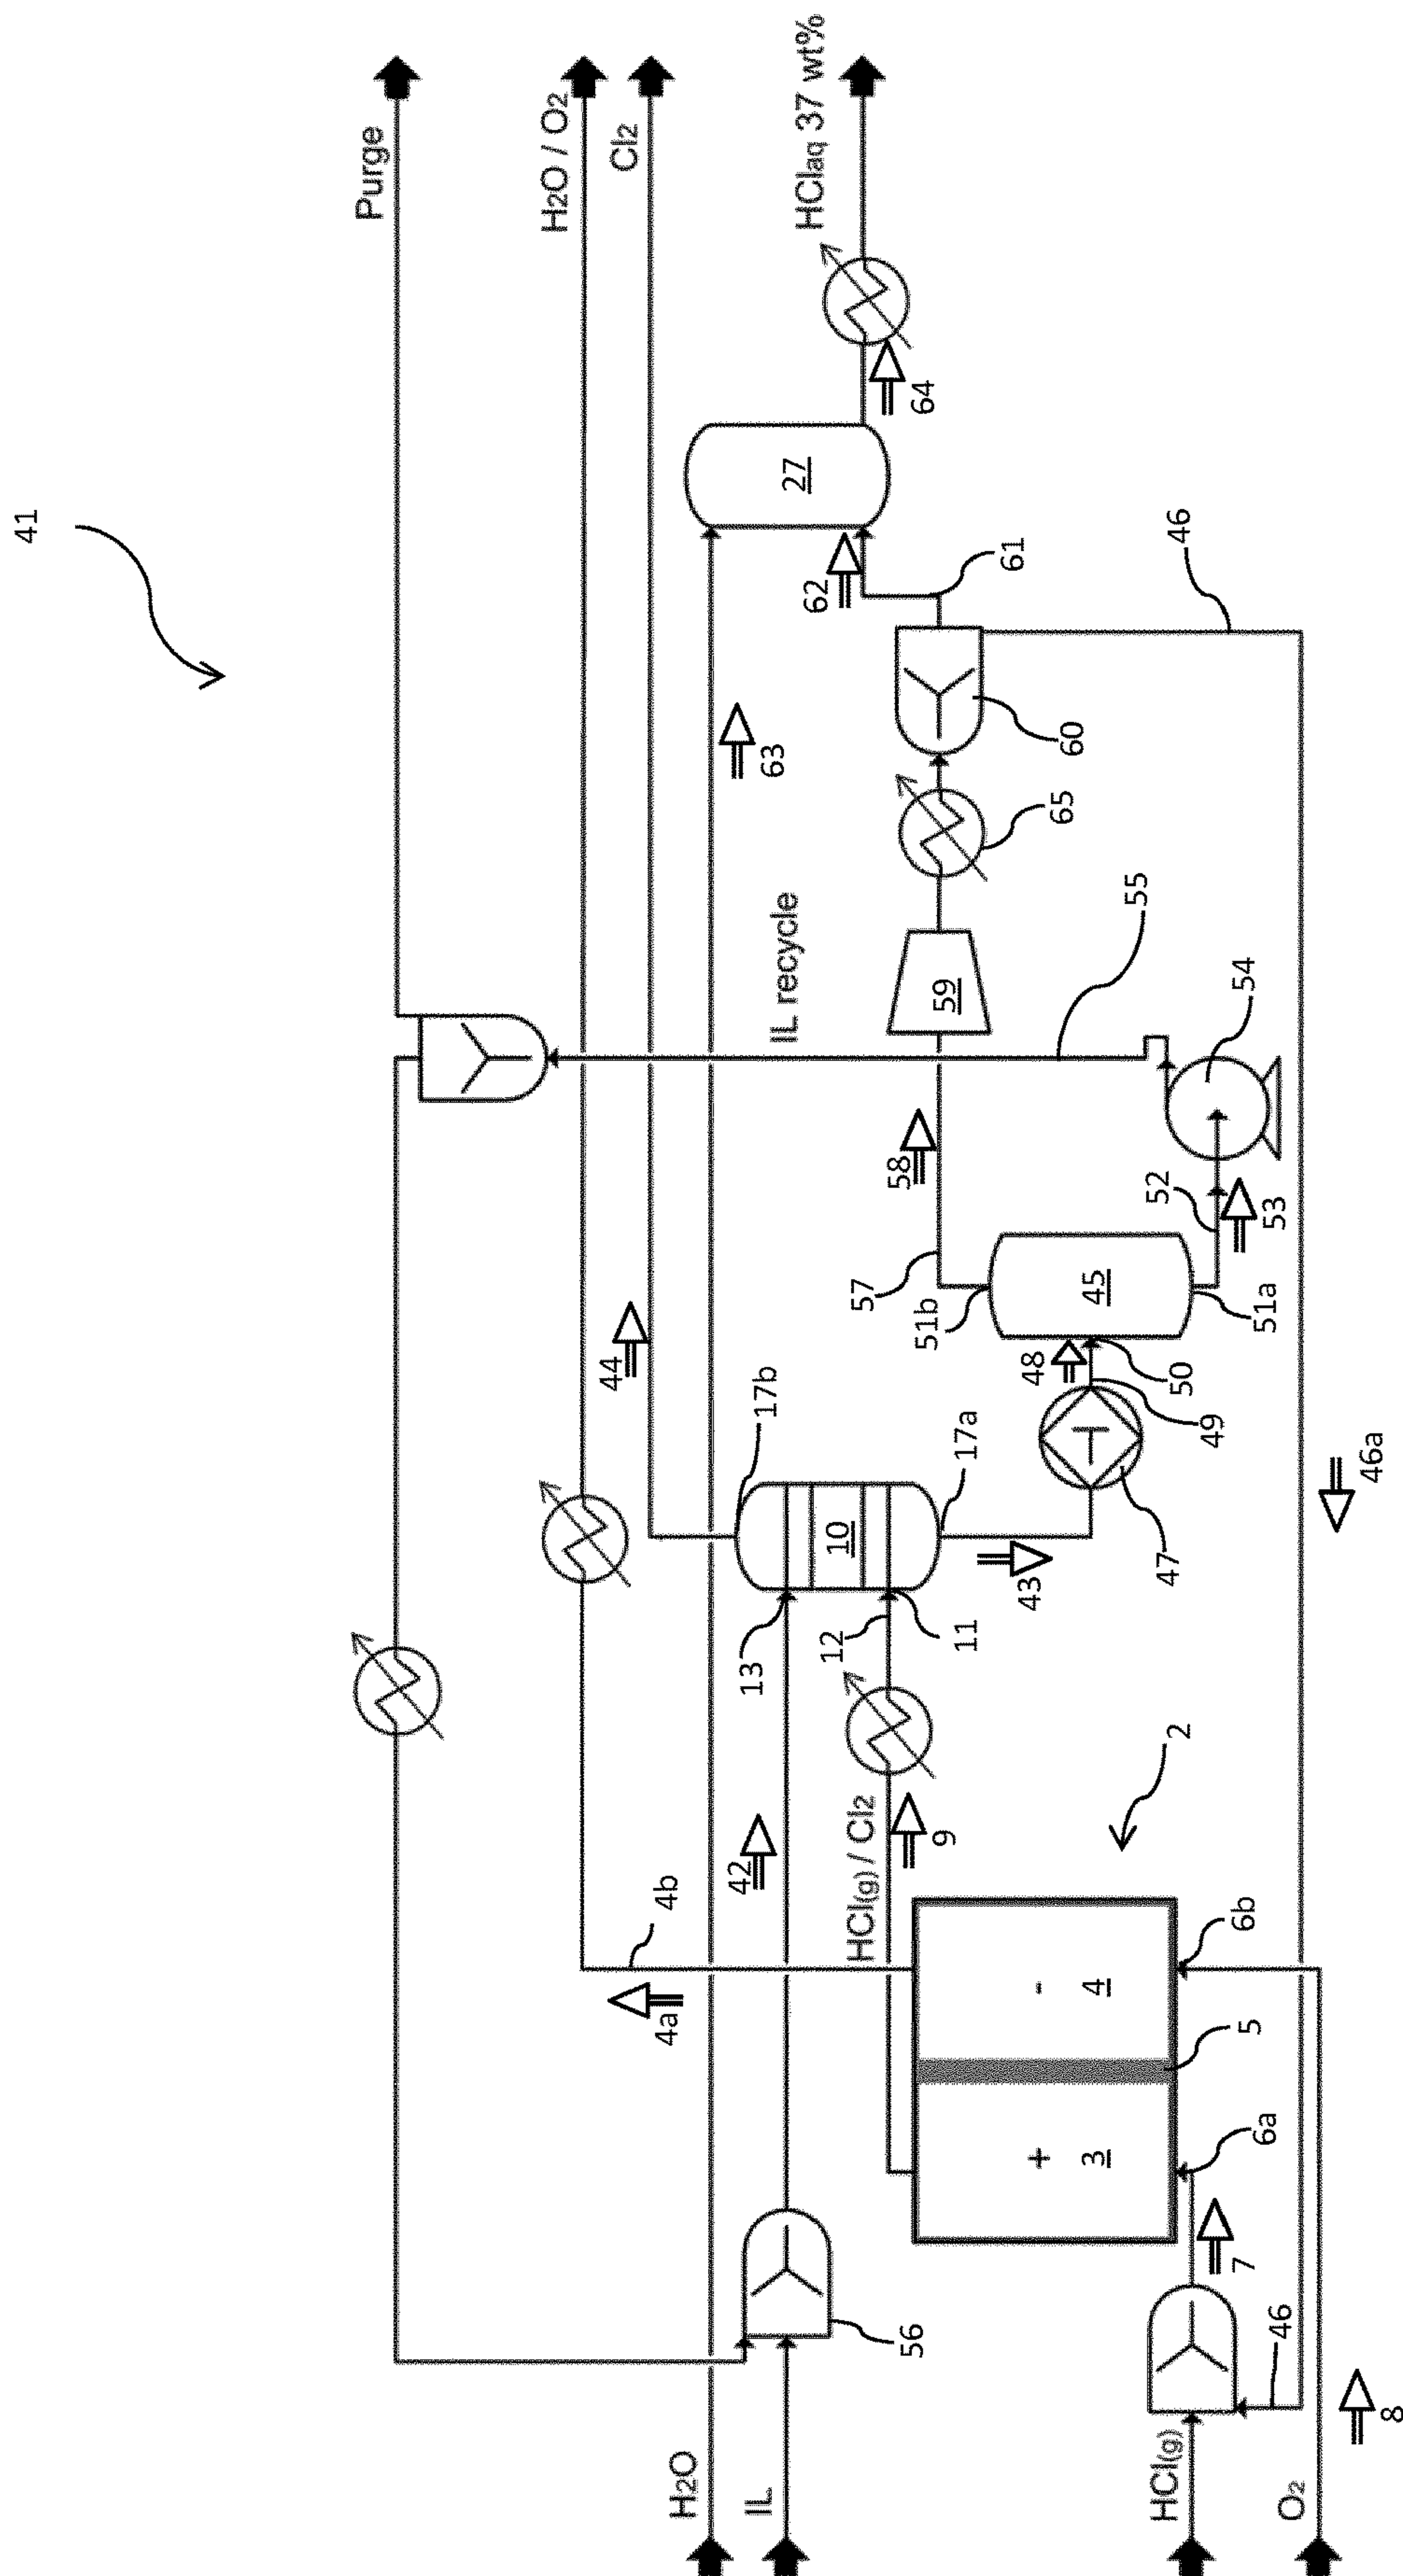 41
Purge
H2O / O2
Cl2
HClaq 37 wt%
64
27
62
61
46
63
60
65
IL recycle
59
55
54
58
52
53
57
51b
45
51a
44
48
50
49
17b
17a
10
43
47
46a
13
12
11
2
42
HCl(g) / Cl2
9
4b
4a
6b
-
4
5
+
3
6a
7
56
46
8
H2O
IL
HCl(g)
O2